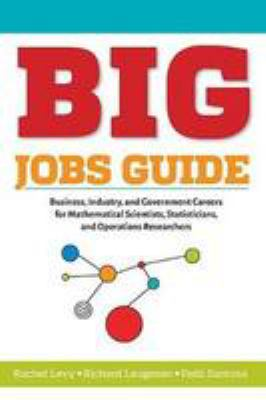 BIG
JOBS GUIDE
Business, Industry, and Government Careers
for Mathematical Scientists, Statisticians,
and Operations Researchers
Rachel Levy • Richard Laugesen • Fadil Santosa